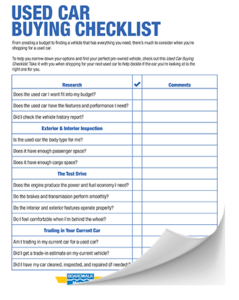 USED CAR
BUYING CHECKLIST
From creating a budget to finding a vehicle that has everything you need, there's much to consider when you're
shopping for a used car.
To help you narrow down your options and find your perfect pre-owned vehicle, check out this Used Car Buying
Checklist! Take it with you when shopping for your next used car to help decide if the car you're looking at is the
right one for you.
Research ✓ Comments
Does the used car I want fit into my budget?
Does the used car have the features and performance I need?
Did I check the vehicle history report?
Exterior & Interior Inspection
Is the used car the body type for me?
Does it have enough passenger space?
Does it have enough cargo space?
The Test Drive
Does the engine produce the power and fuel economy I need?
Do the brakes and transmission perform smoothly?
Do the interior and exterior features operate properly?
Do I feel comfortable when I'm behind the wheel?
Trading in Your Current Car
Am I trading in my current car for a used car?
Did I get a trade-in estimate on my current vehicle?
Did I have my car cleaned, inspected, and repaired if needed?